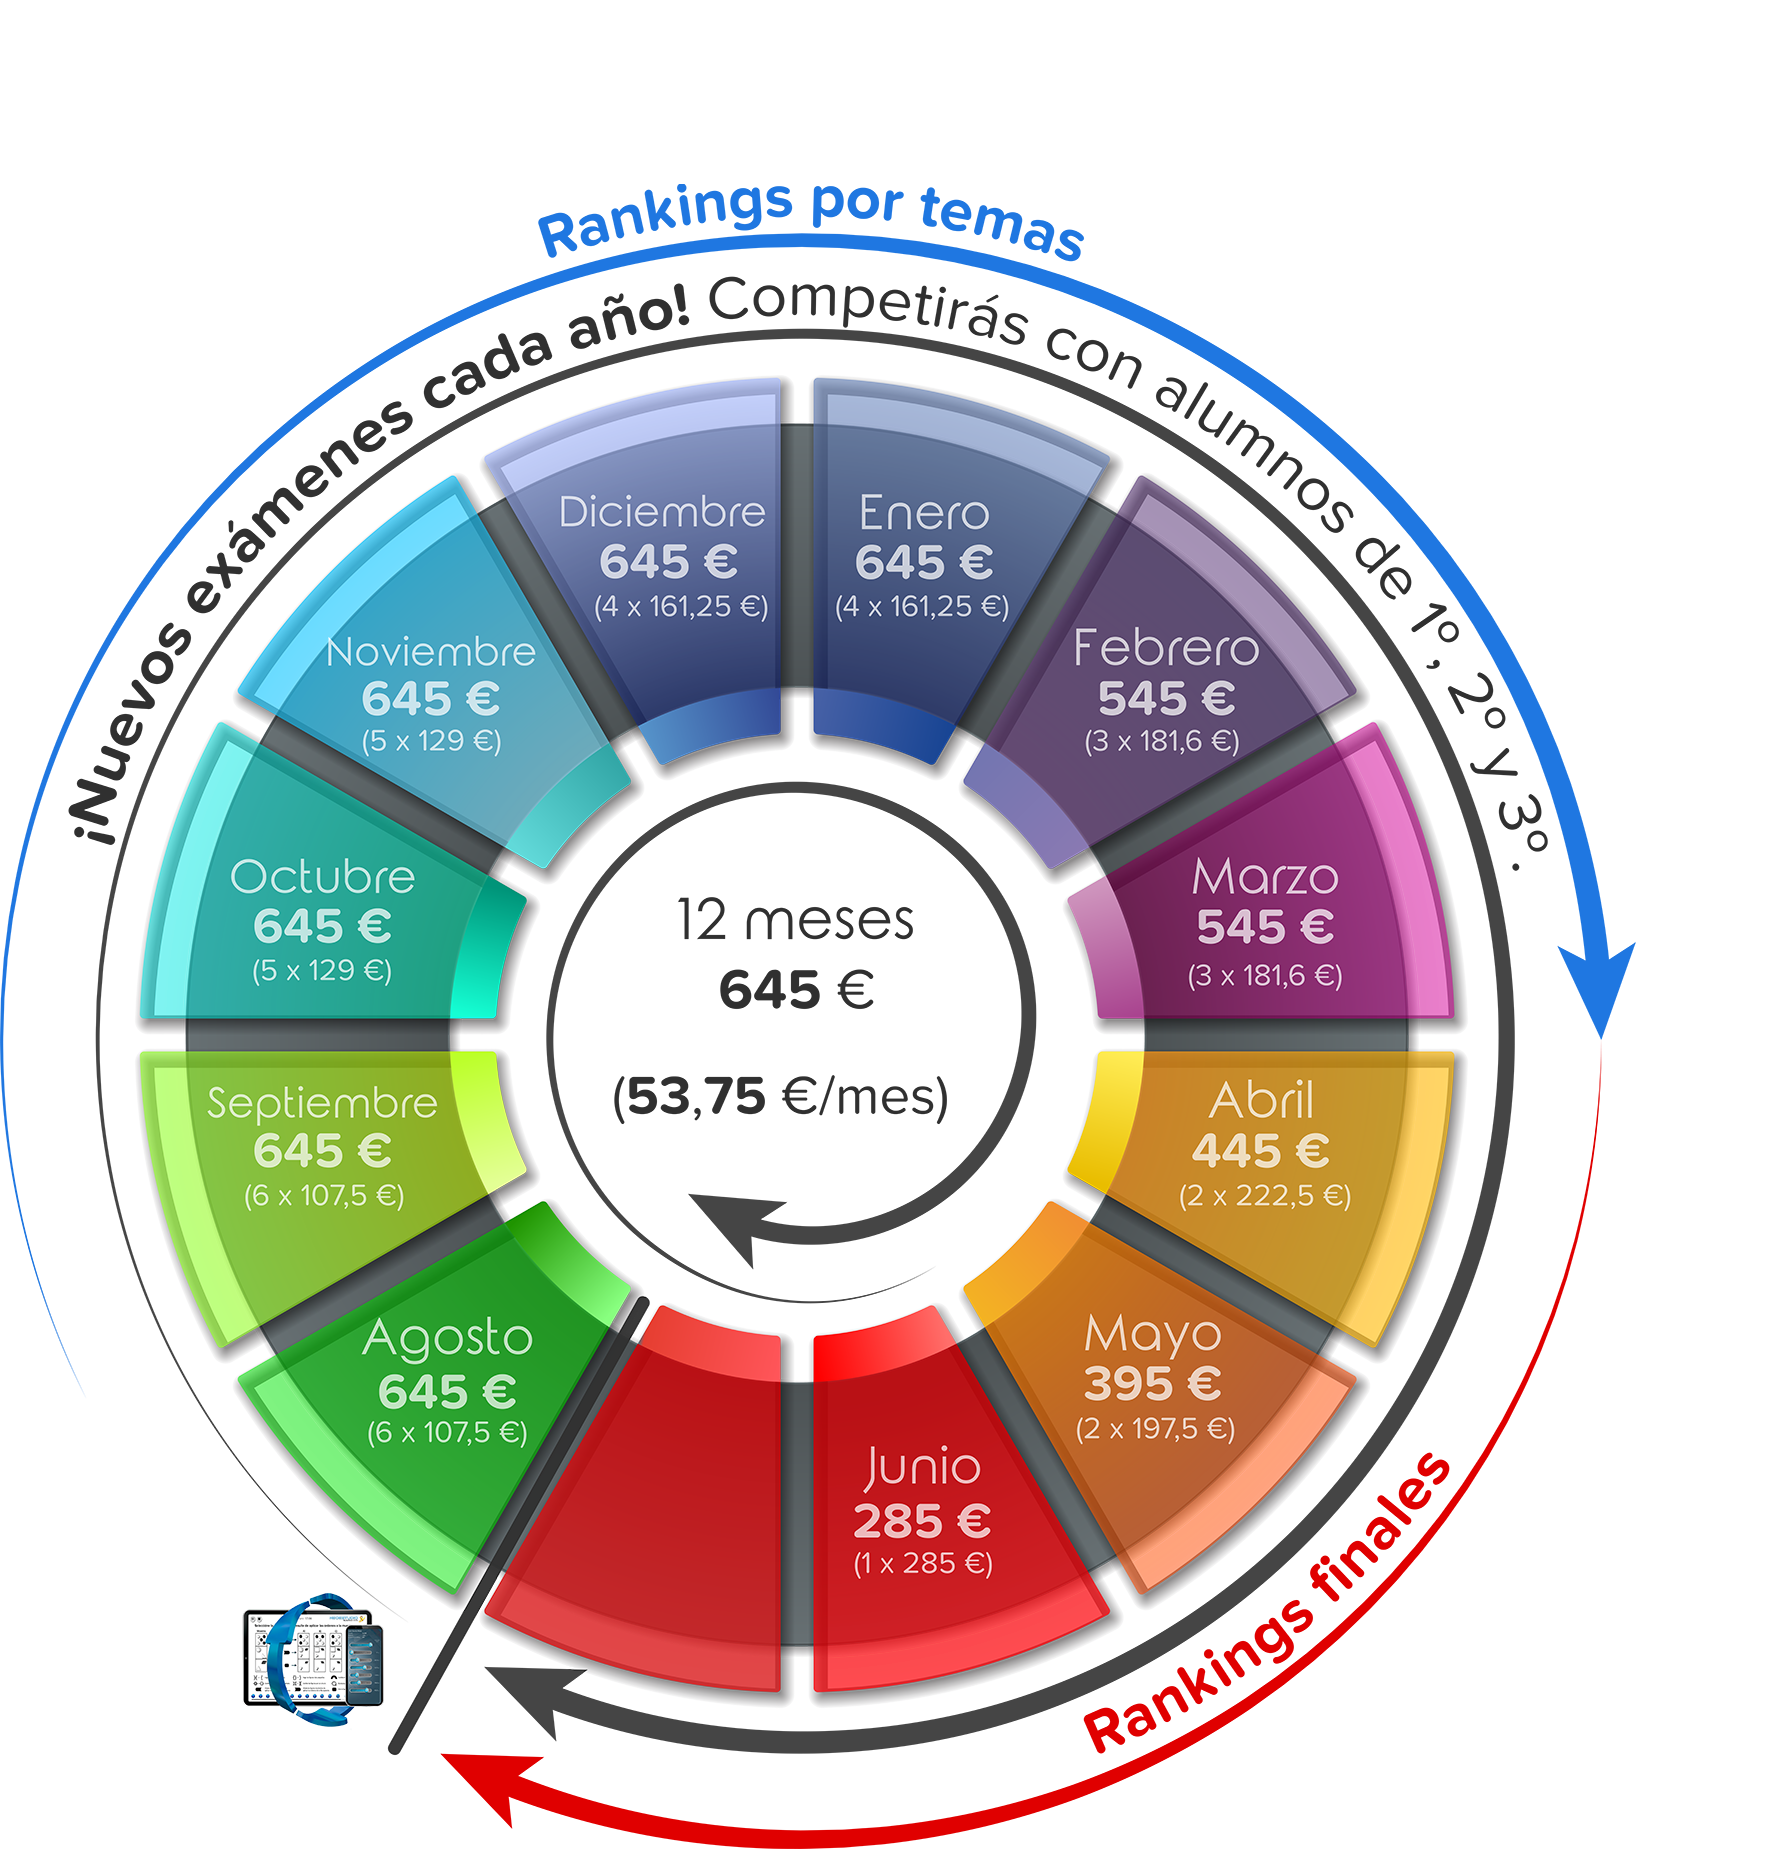 Rankings por temas
¡Nuevos exámenes cada año! Competirás con alumnos de 1º, 2º y 3º.
Diciembre
645 €
(4 x 161,25 €)
Enero
645 €
(4 x 161,25 €)
Febrero
545 €
(3 x 181,6 €)
Marzo
545 €
(3 x 181,6 €)
Abril
445 €
(2 x 222,5 €)
Mayo
395 €
(2 x 197,5 €)
Junio
285 €
(1 x 285 €)
Agosto
645 €
(6 x 107,5 €)
Septiembre
645 €
(6 x 107,5 €)
Octubre
645 €
(5 x 129 €)
Noviembre
645 €
(5 x 129 €)
12 meses
645 €
(53,75 €/mes)
Rankings finales